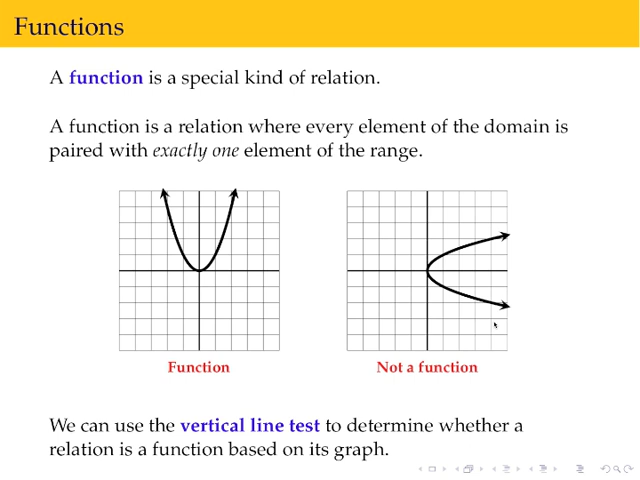 Functions
A function is a special kind of relation.
A function is a relation where every element of the domain is
paired with exactly one element of the range.
Function
Not a function
We can use the vertical line test to determine whether a
relation is a function based on its graph.